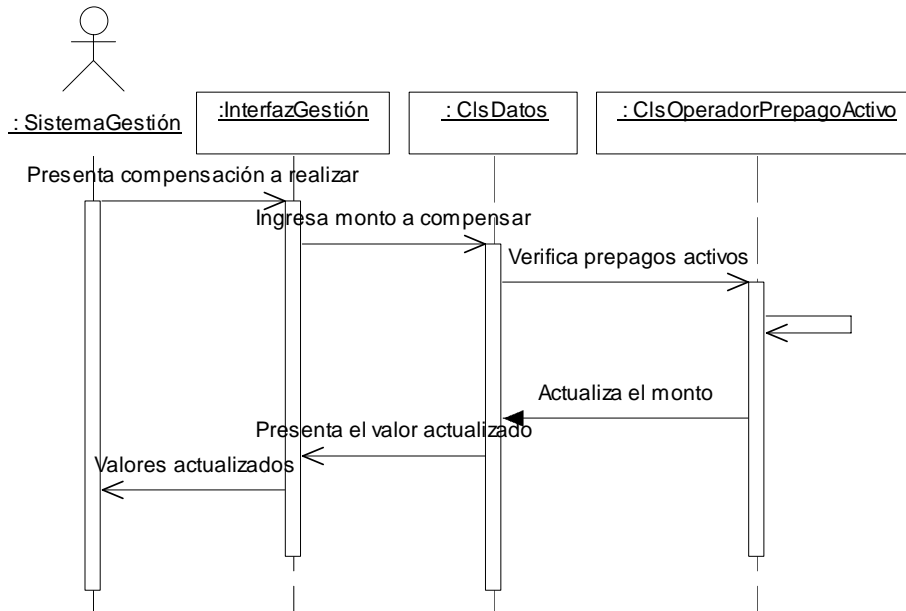 : SistemaGestión
:InterfazGestión
: ClsDatos
: ClsOperadorPrepagoActivo
Presenta compensación a realizar
Ingresa monto a compensar
Verifica prepagos activos
Actualiza el monto
Presenta el valor actualizado
Valores actualizados